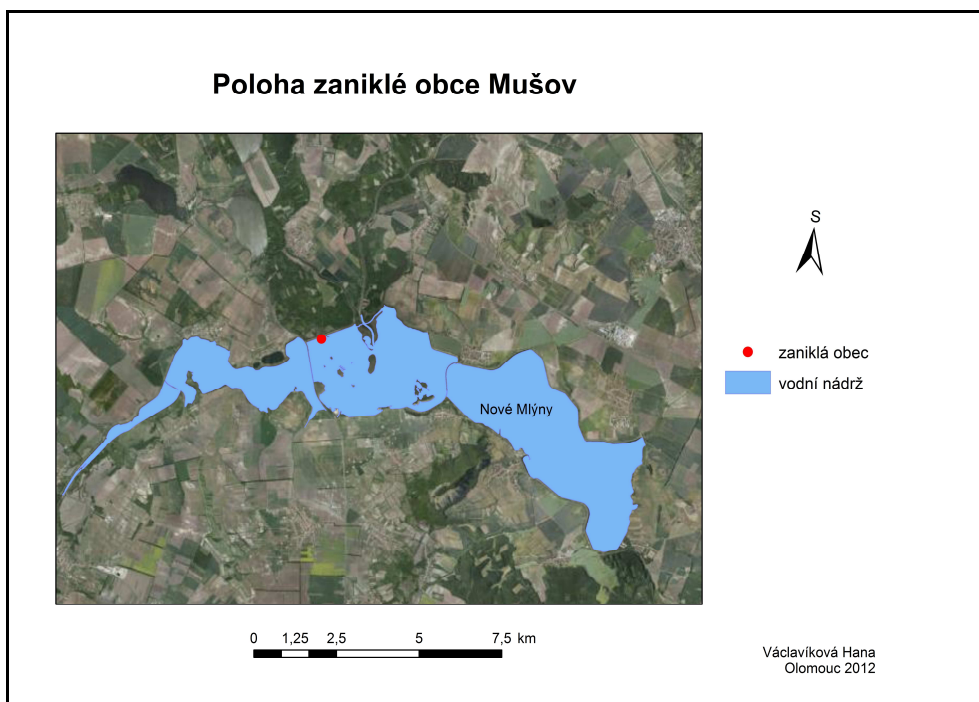 Poloha zaniklé obce Mušov
S
zaniklá obec
vodní nádrž
Nové Mlýny
0 1,25 2,5 5 7,5 km
Václavíková Hana
Olomouc 2012